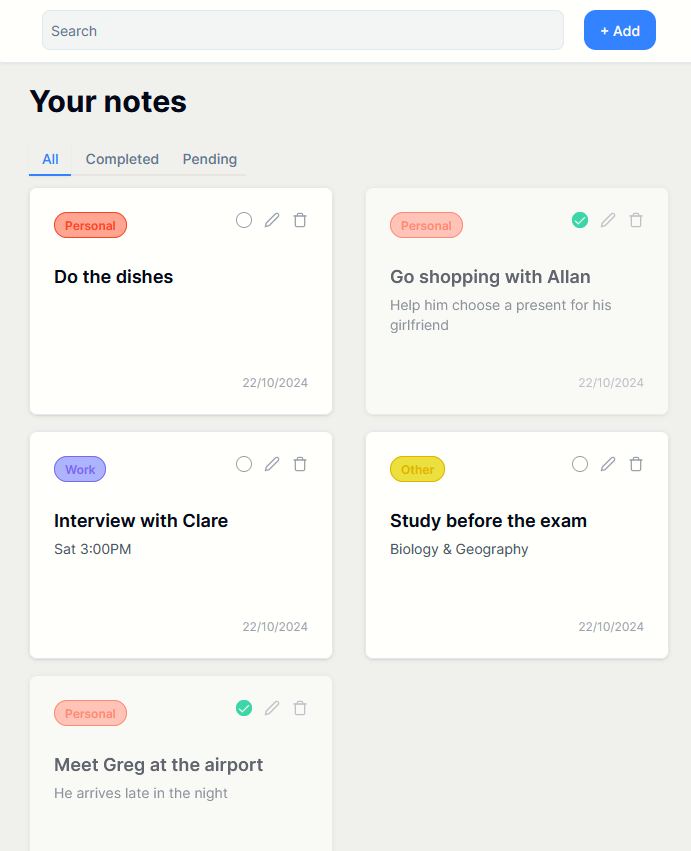 Search
+ Add
Your notes
All Completed Pending
Personal
Do the dishes
22/10/2024
Personal
Go shopping with Allan
Help him choose a present for his
girlfriend
22/10/2024
Work
Interview with Clare
Sat 3:00PM
22/10/2024
Other
Study before the exam
Biology & Geography
22/10/2024
Personal
Meet Greg at the airport
He arrives late in the night